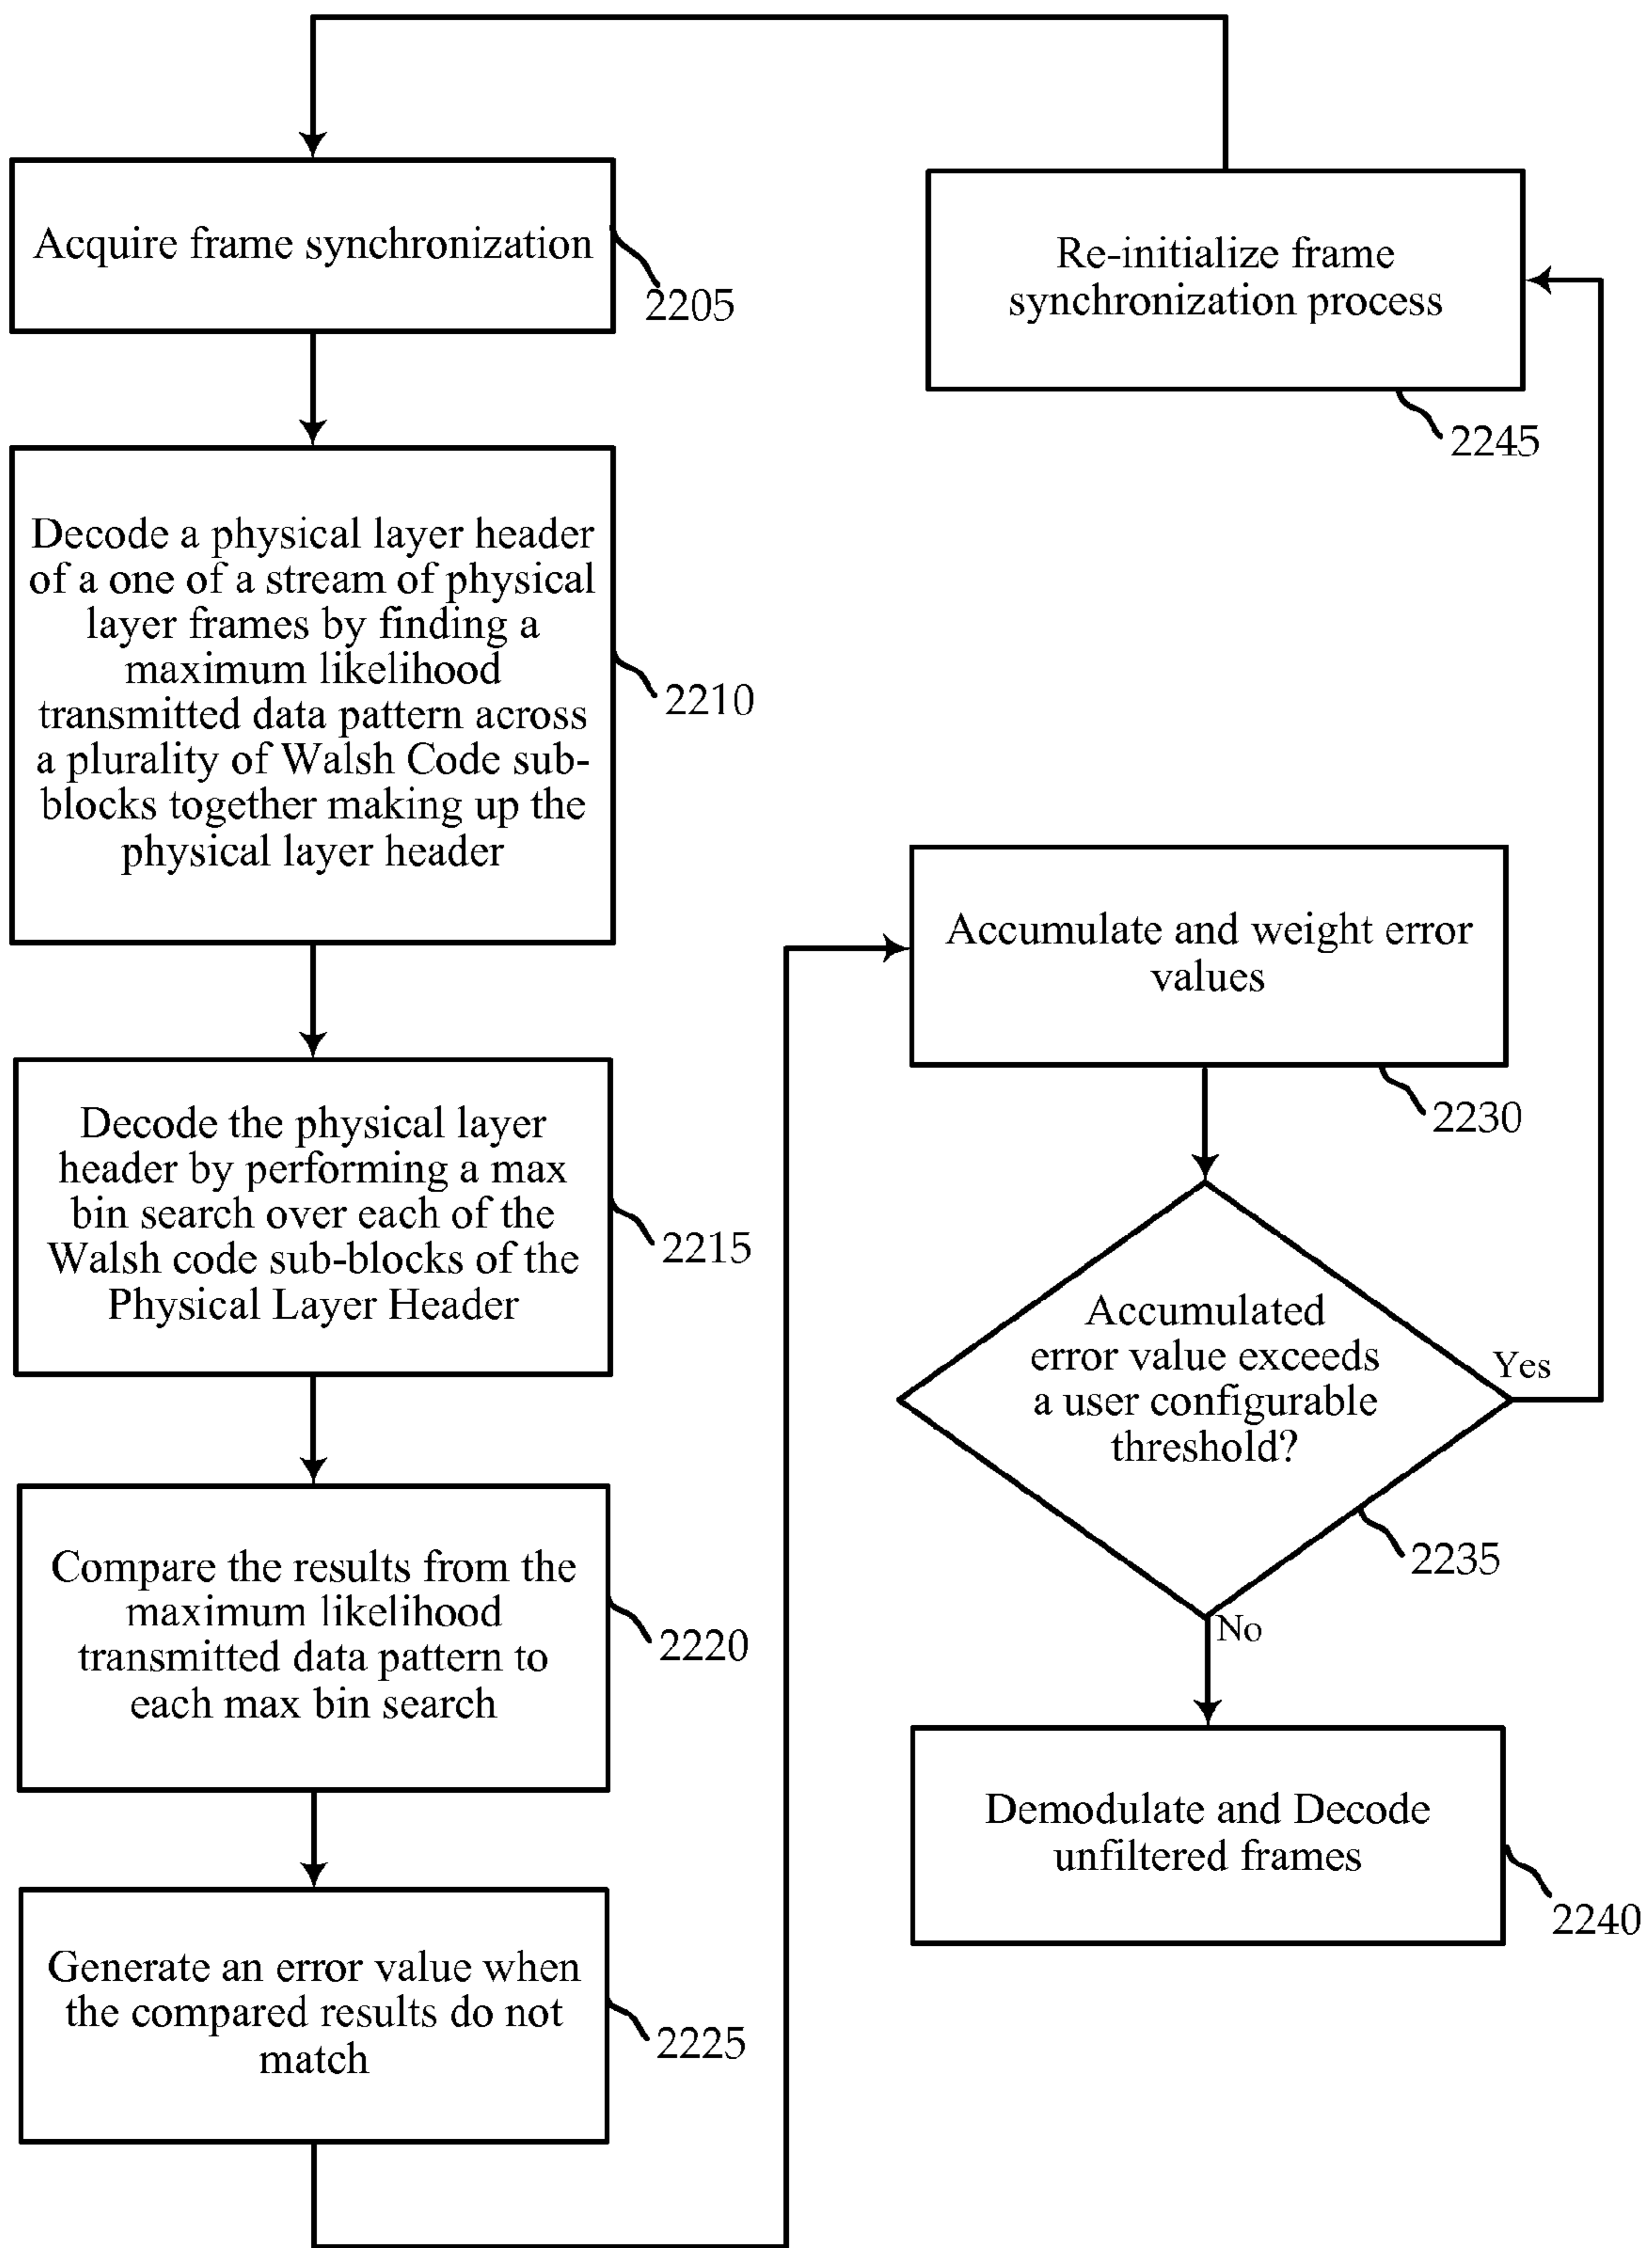 Acquire frame synchronization
2205
Decode a physical layer header
of a one of a stream of physical
layer frames by finding a
maximum likelihood
transmitted data pattern across
a plurality of Walsh Code sub-
blocks together making up the
physical layer header
2210
Decode the physical layer
header by performing a max
bin search over each of the
Walsh code sub-blocks of the
Physical Layer Header
2215
Compare the results from the
maximum likelihood
transmitted data pattern to
each max bin search
2220
Generate an error value when
the compared results do not
match
2225
Accumulate and weight error
values
2230
Accumulated
error value exceeds
a user configurable
threshold?
2235
Yes
No
Demodulate and Decode
unfiltered frames
2240
Re-initialize frame
synchronization process
2245